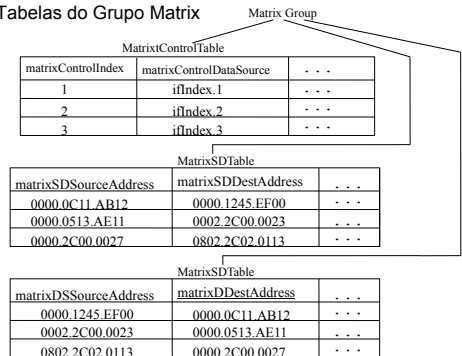 Tabelas do Grupo Matrix
Matrix Group
MatrixtControlTable
matrixControlIndex matrixControlDataSource . . .
1 ifIndex.1 . . .
2 ifIndex.2 . . .
3 ifIndex.3 . . .
MatrixSDTable
matrixSDSourceAddress matrixSDDestAddress . . .
0000.0C11.AB12 0000.1245.EF00 . . .
0000.0513.AE11 0002.2C00.0023 . . .
0000.2C00.0027 0802.2C02.0113 . . .
MatrixSDTable
matrixDSSourceAddress matrixDDestAddress . . .
0000.1245.EF00 0000.0C11.AB12 . . .
0002.2C00.0023 0000.0513.AE11 . . .
0802.2C02.0113 0000.2C00.0027 . . .